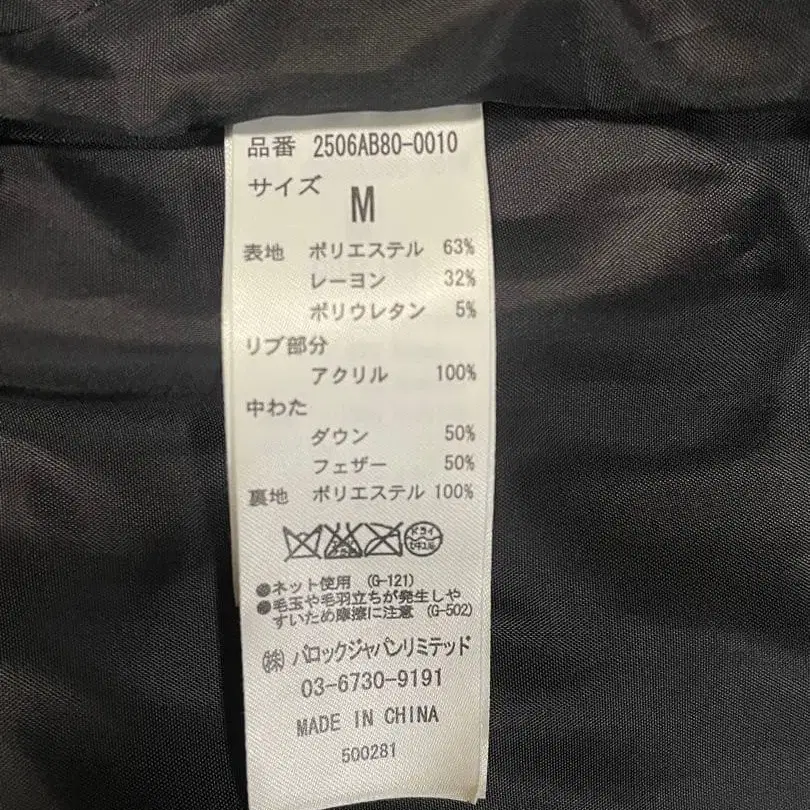 品番 2506AB80-0010
サイズ M
表地 ポリエステル 63%
レーヨン 32%
ポリウレタン 5%
リブ部分
アクリル 100%
中わた
ダウン 50%
フェザー 50%
裏地 ポリエステル 100%
ドライ
●ネット使用 (G-121)
●毛玉や毛羽立ちが発生しや
すいため摩擦に注意 (G-502)
㈱バロックジャパンリミテッド
03-6730-9191
MADE IN CHINA
500281